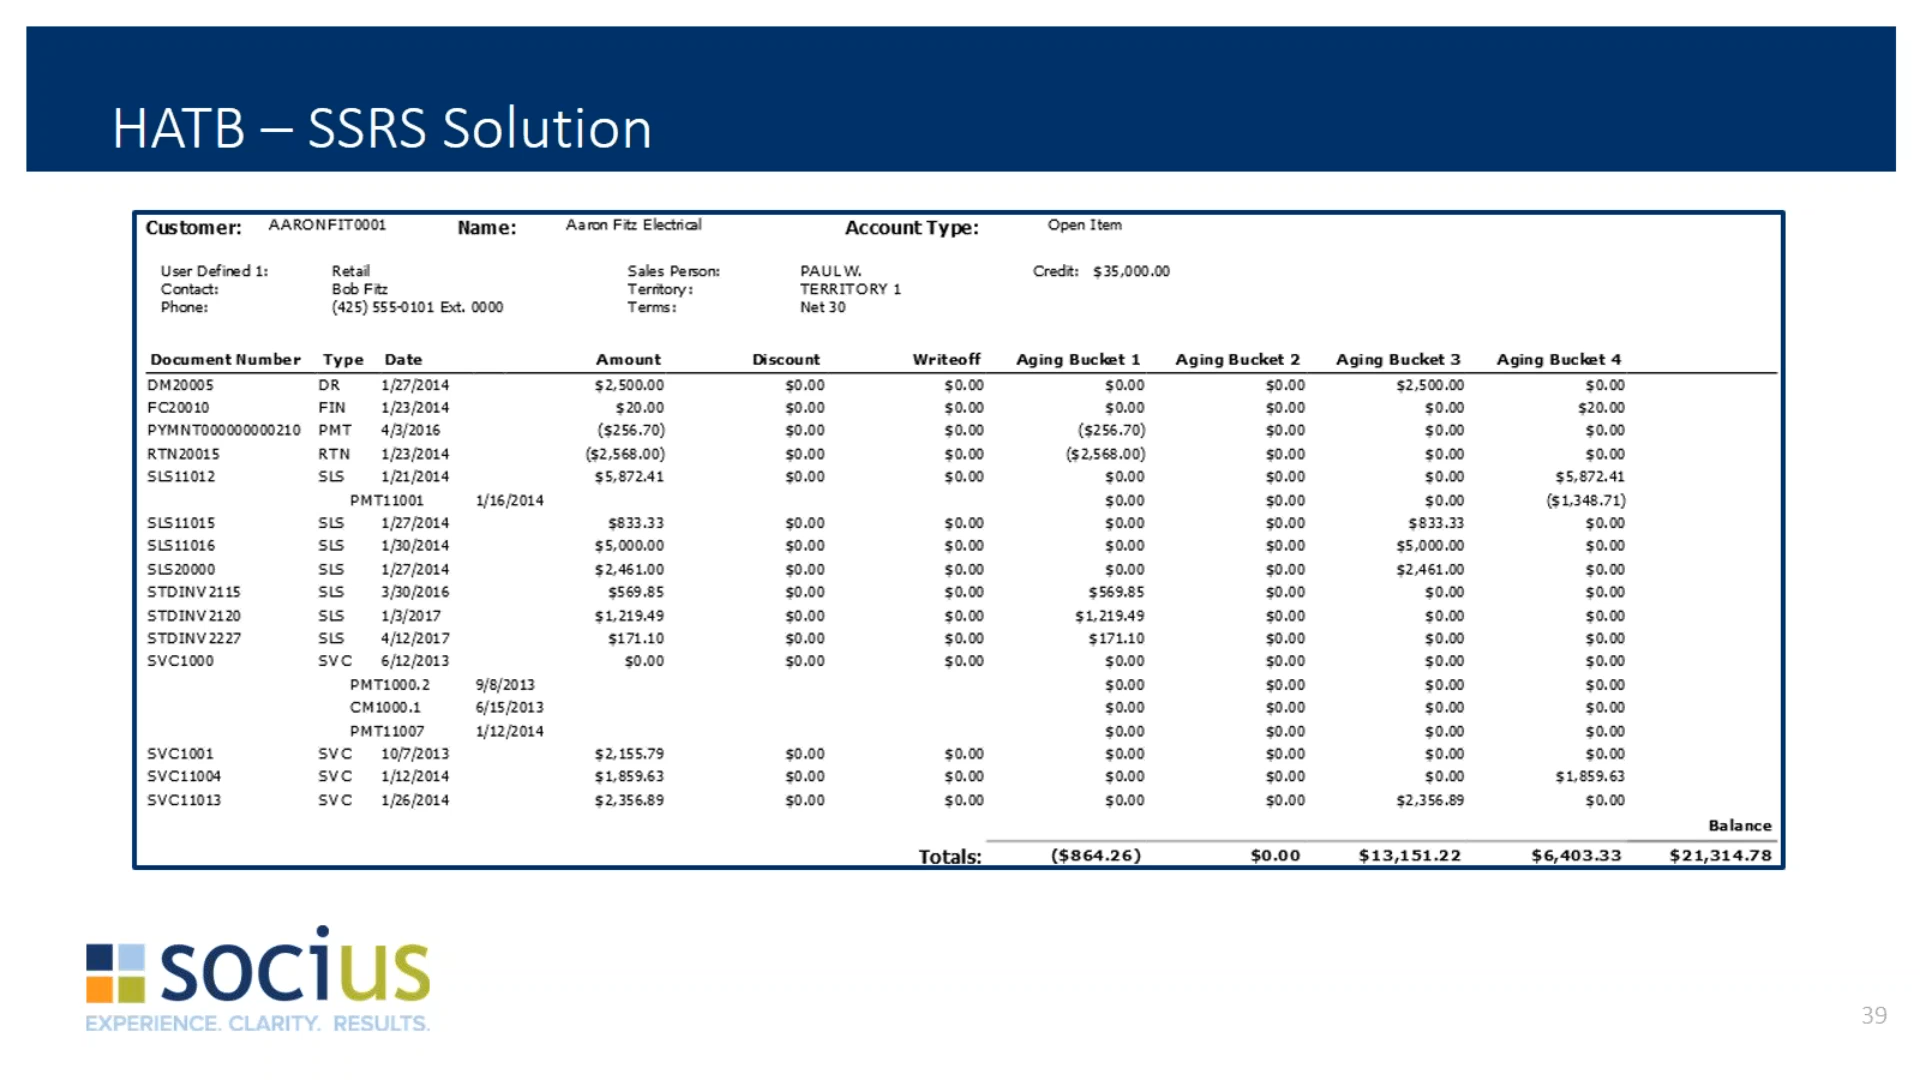 HATB – SSRS Solution
Customer: AARONFIT0001 Name: Aaron Fitz Electrical Account Type: Open Item
User Defined 1: Retail Sales Person: PAUL W. Credit: $35,000.00
Contact: Bob Fitz Territory: TERRITORY 1
Phone: (425) 555-0101 Ext. 0000 Terms: Net 30
Document Number Type Date Amount Discount Writeoff Aging Bucket 1 Aging Bucket 2 Aging Bucket 3 Aging Bucket 4
DM20005 DR 1/27/2014 $2,500.00 $0.00 $0.00 $0.00 $0.00 $2,500.00 $0.00
FC20010 FIN 1/23/2014 $20.00 $0.00 $0.00 $0.00 $0.00 $0.00 $20.00
PYMNT000000000210 PMT 4/3/2016 ($256.70) $0.00 $0.00 ($256.70) $0.00 $0.00 $0.00
RTN20015 RTN 1/23/2014 ($2,568.00) $0.00 $0.00 ($2,568.00) $0.00 $0.00 $0.00
SLS11012 SLS 1/21/2014 $5,872.41 $0.00 $0.00 $0.00 $0.00 $0.00 $5,872.41
PMT11001 1/16/2014 $0.00 $0.00 $0.00 ($1,348.71)
SLS11015 SLS 1/27/2014 $833.33 $0.00 $0.00 $0.00 $0.00 $833.33 $0.00
SLS11016 SLS 1/30/2014 $5,000.00 $0.00 $0.00 $0.00 $0.00 $5,000.00 $0.00
SLS20000 SLS 1/27/2014 $2,461.00 $0.00 $0.00 $0.00 $0.00 $2,461.00 $0.00
STDINV2115 SLS 3/30/2016 $569.85 $0.00 $0.00 $569.85 $0.00 $0.00 $0.00
STDINV2120 SLS 1/3/2017 $1,219.49 $0.00 $0.00 $1,219.49 $0.00 $0.00 $0.00
STDINV2227 SLS 4/12/2017 $171.10 $0.00 $0.00 $171.10 $0.00 $0.00 $0.00
SVC1000 SVC 6/12/2013 $0.00 $0.00 $0.00 $0.00 $0.00 $0.00 $0.00
PMT1000.2 9/8/2013 $0.00 $0.00 $0.00 $0.00
CM1000.1 6/15/2013 $0.00 $0.00 $0.00 $0.00
PMT11007 1/12/2014 $0.00 $0.00 $0.00 $0.00
SVC1001 SVC 10/7/2013 $2,155.79 $0.00 $0.00 $0.00 $0.00 $0.00 $0.00
SVC11004 SVC 1/12/2014 $1,859.63 $0.00 $0.00 $0.00 $0.00 $0.00 $1,859.63
SVC11013 SVC 1/26/2014 $2,356.89 $0.00 $0.00 $0.00 $0.00 $2,356.89 $0.00
Balance
Totals: ($864.26) $0.00 $13,151.22 $6,403.33 $21,314.78
socius
EXPERIENCE. CLARITY. RESULTS.
39